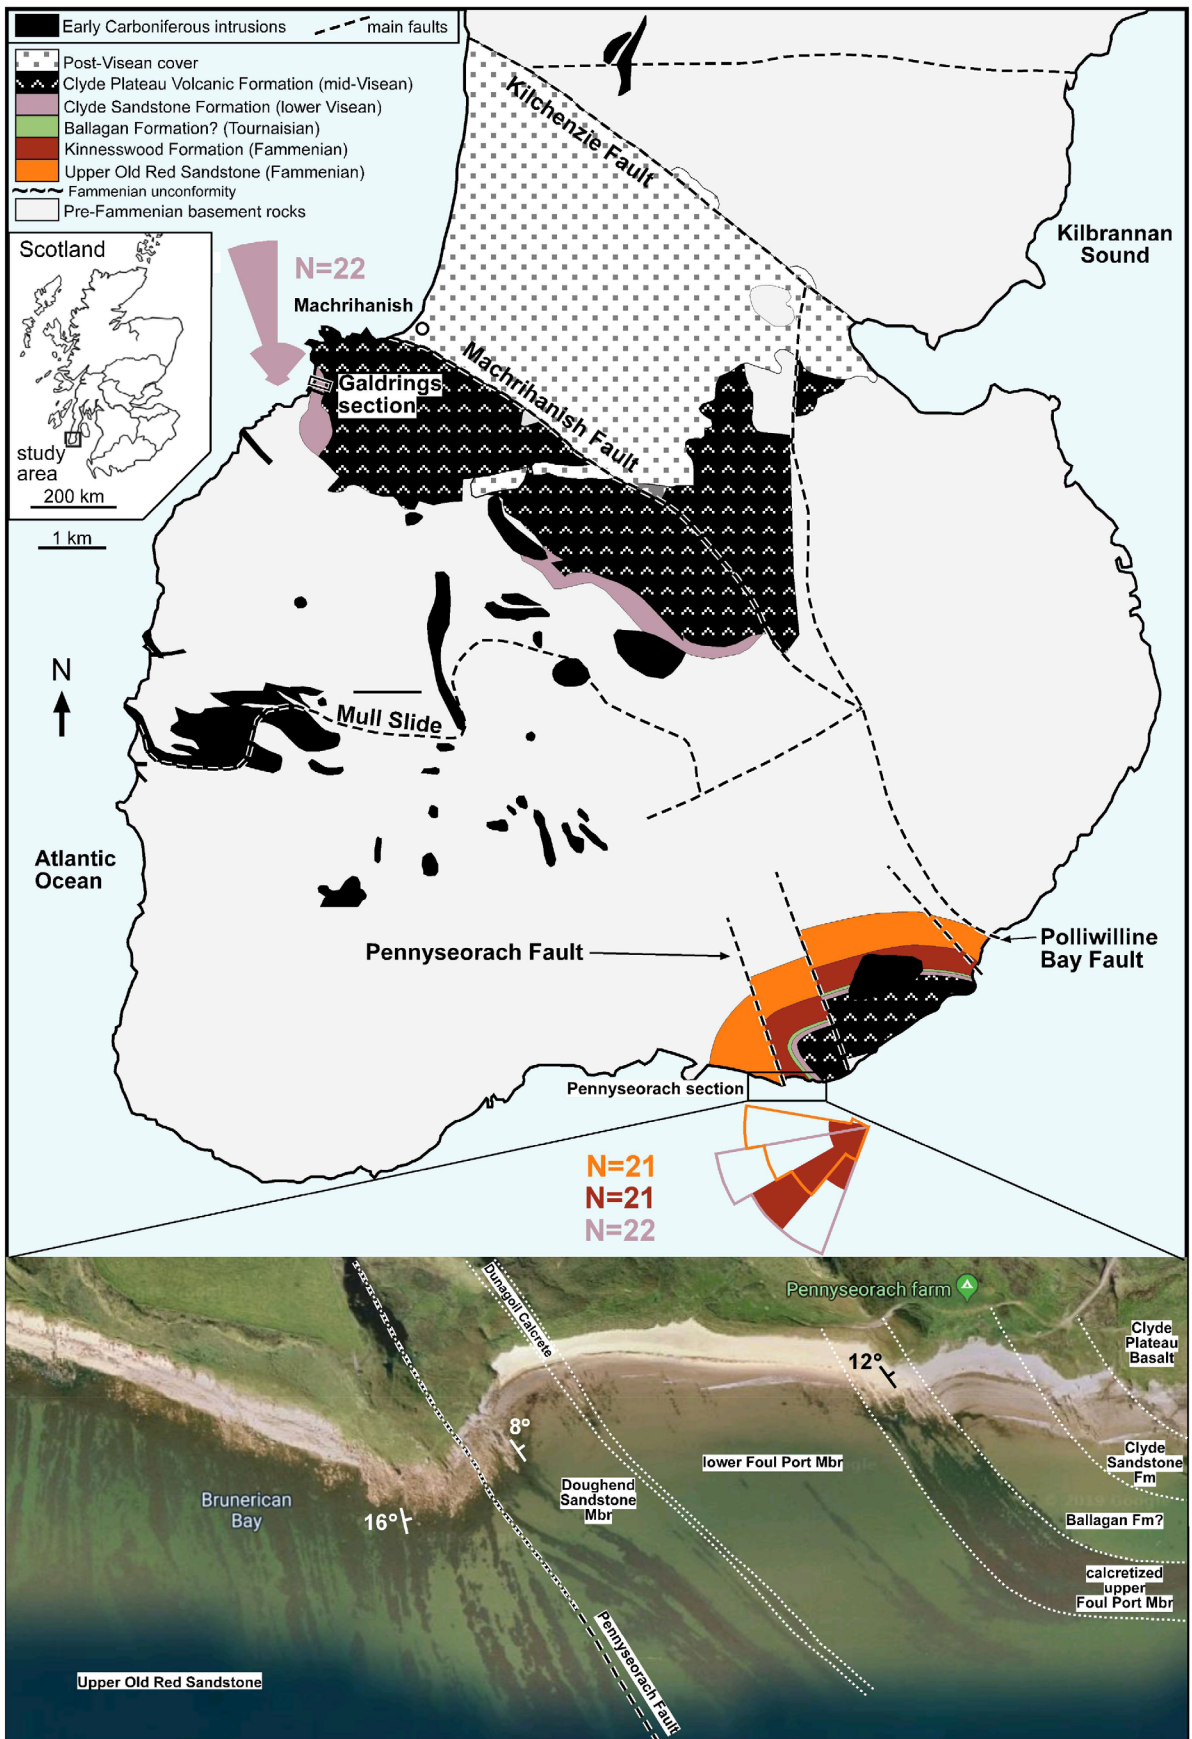 Early Carboniferous intrusions
main faults
Post-Visean cover
Clyde Plateau Volcanic Formation (mid-Visean)
Clyde Sandstone Formation (lower Visean)
Ballagan Formation? (Tournaisian)
Kinnesswood Formation (Fammenian)
Upper Old Red Sandstone (Fammenian)
Fammenian unconformity
Pre-Fammenian basement rocks
Scotland
study
area
200 km
1 km
N=22
Machrihanish
Kilchenzie Fault
Kilbrannan
Sound
Machrihanish Fault
Galdrings
section
N
Mull Slide
Atlantic
Ocean
Pennyseorach Fault
Polliwilline
Bay Fault
Pennyseorach section
N=21
N=21
N=22
Pennyseorach farm
Dunagoil Calcrete
Clyde
Plateau
Basalt
12°
8°
lower Foul Port Mbr
Clyde
Sandstone
Fm
Doughend
Sandstone
Mbr
Brunerican
Bay
16°
Ballagan Fm?
calcretized
upper
Foul Port Mbr
Pennyseorach Fault
Upper Old Red Sandstone